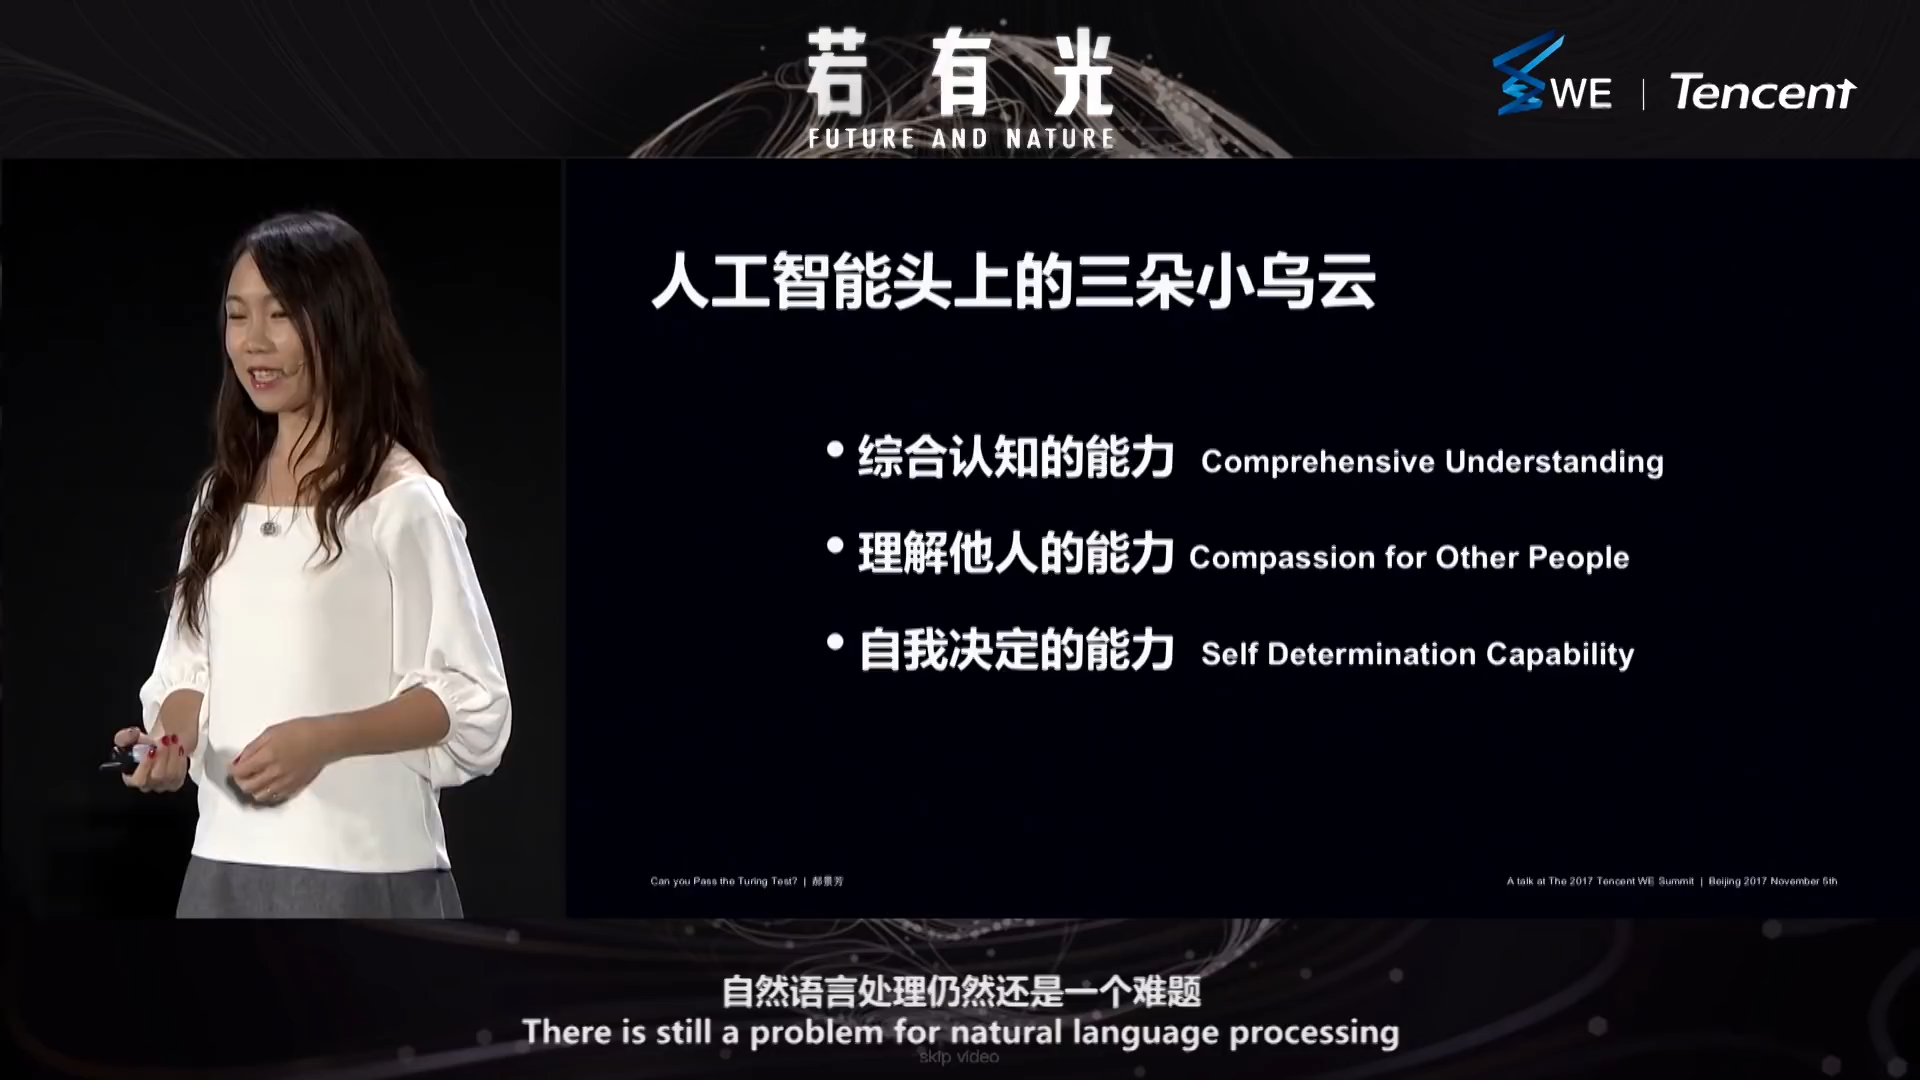 若有光
FUTURE AND NATURE
WE | Tencent
人工智能头上的三朵小乌云
• 综合认知的能力 Comprehensive Understanding
• 理解他人的能力 Compassion for Other People
• 自我决定的能力 Self Determination Capability
Can you Pass the Turing Test? | 郝景芳
A talk at The 2017 Tencent WE Summit | Beijing 2017 November 5th
自然语言处理仍然还是一个难题
There is still a problem for natural language processing
skip video